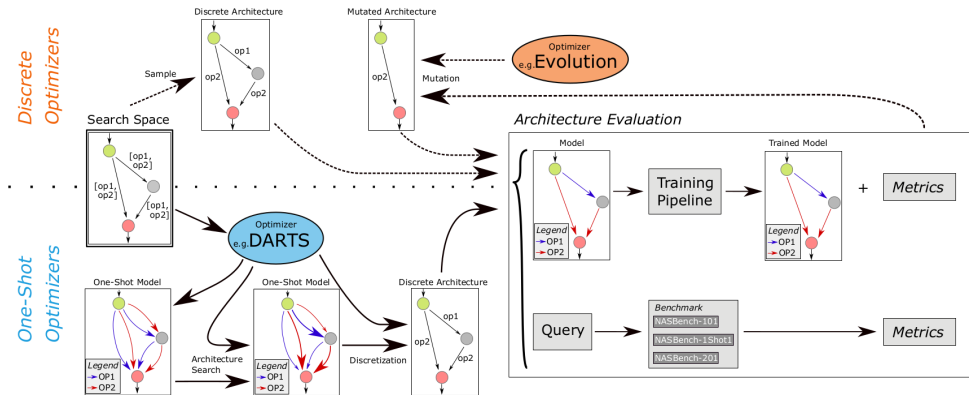 Discrete
Optimizers
Discrete Architecture
op1
op2
op2
Sample
Mutated Architecture
op2
Optimizer
e.g.Evolution
Mutation
Search Space
[op1,
op2]
[op1,
op2]
[op1,
op2]
Architecture Evaluation
Model
Legend
OP1
OP2
Training
Pipeline
Trained Model
Legend
OP1
OP2
+
Metrics
One-Shot
Optimizers
Optimizer
e.g.DARTS
One-Shot Model
Legend
OP1
OP2
Architecture
Search
One-Shot Model
Legend
OP1
OP2
Discretization
Discrete Architecture
op1
op2
op2
Query
Benchmark
NASBench-101
NASBench-1Shot1
NASBench-201
Metrics